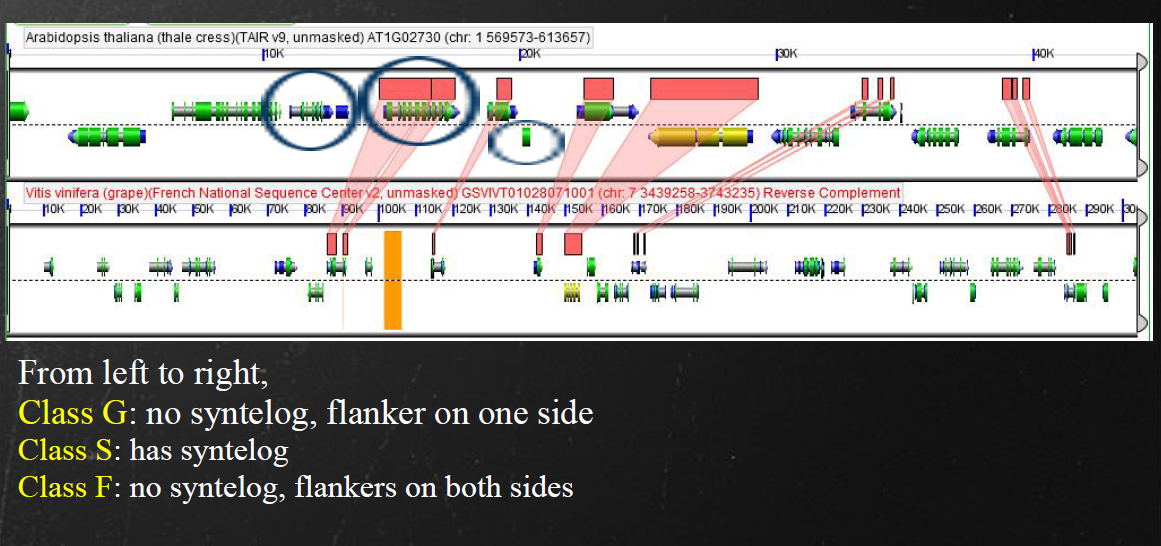 Arabidopsis thaliana (thale cress)(TAIR v9, unmasked) AT1G02730 (chr: 1 569573-613657)
10K 20K 30K 40K
Vitis vinifera (grape)(French National Sequence Center v2, unmasked) GSVIVT01028071001 (chr: 7 3439258-3743235) Reverse Complement
10K 20K 30K 40K 50K 60K 70K 80K 90K 100K 110K 120K 130K 140K 150K 160K 170K 180K 190K 200K 210K 220K 230K 240K 250K 260K 270K 280K 290K 30
From left to right,
Class G: no syntelog, flanker on one side
Class S: has syntelog
Class F: no syntelog, flankers on both sides